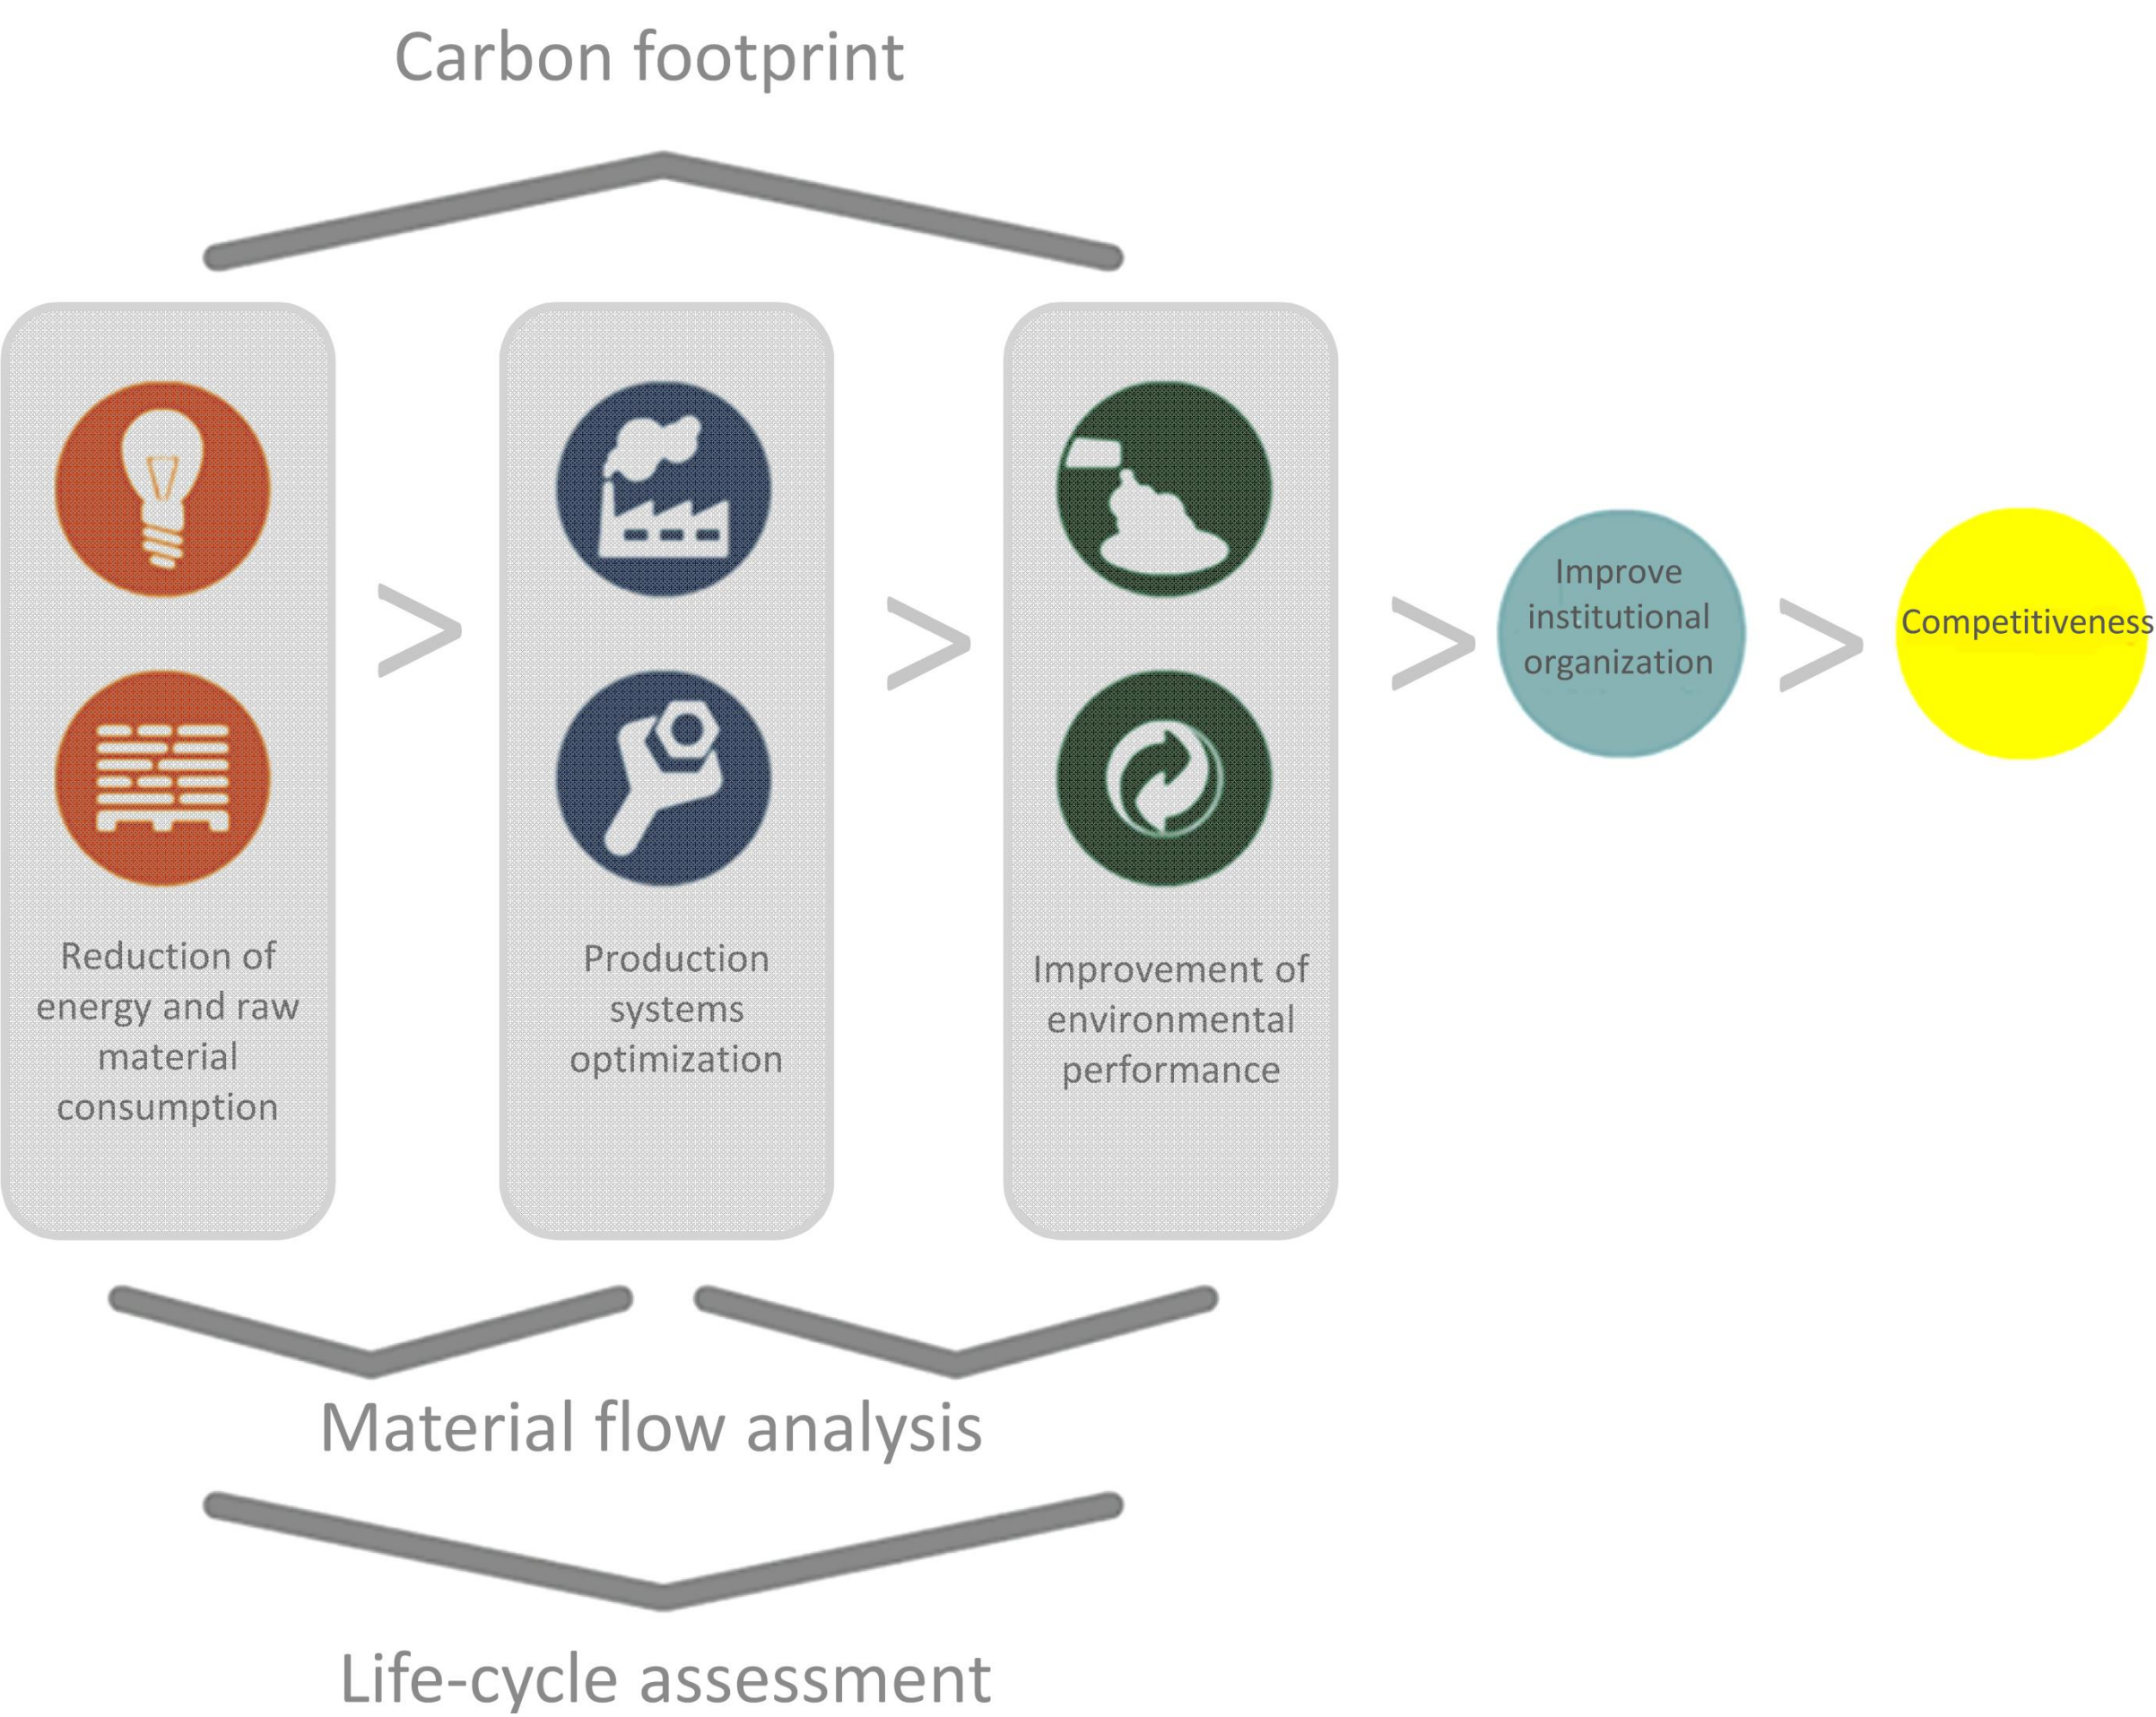 Carbon footprint
Reduction of
energy and raw
material
consumption
>
Production
systems
optimization
>
Improvement of
environmental
performance
>
Improve
institutional
organization
>
Competitiveness
Material flow analysis
Life-cycle assessment